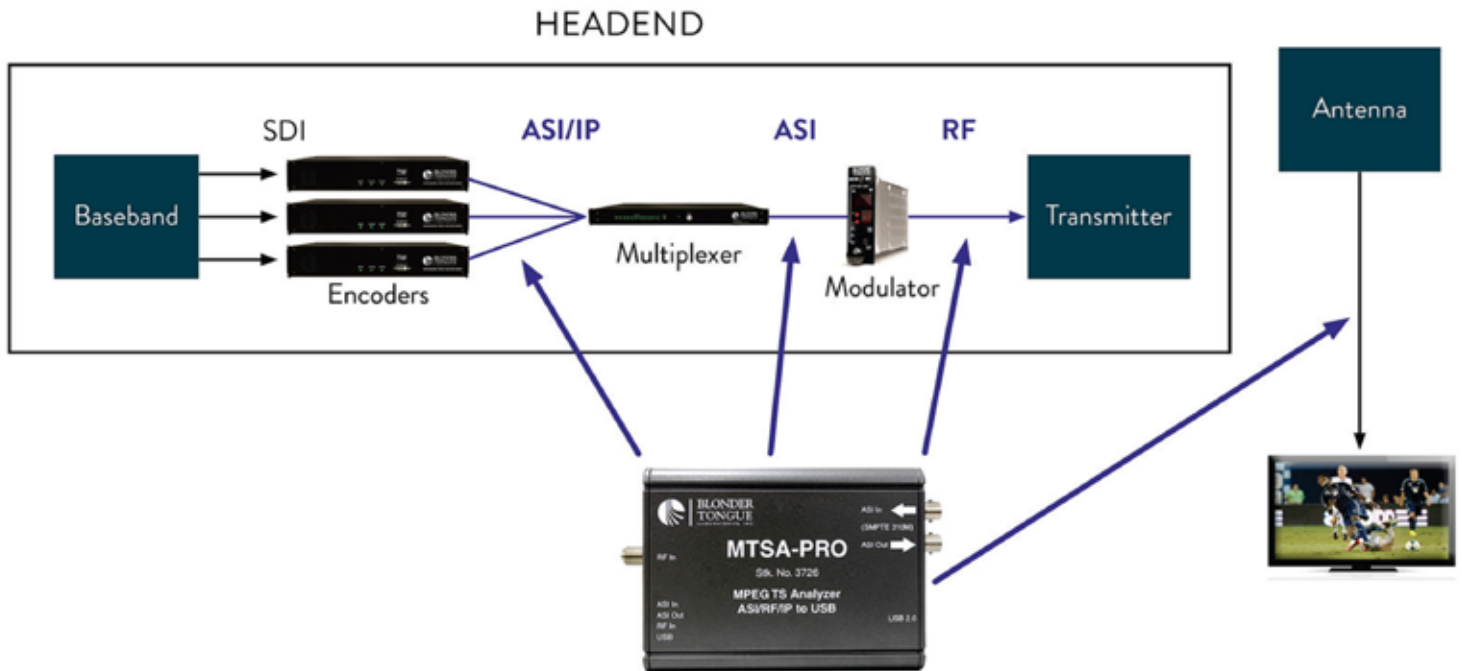 HEADEND
SDI
ASI/IP
ASI
RF
Antenna
Baseband
Transmitter
Encoders
Multiplexer
Modulator
BLONDER
TONGUE
MTSA-PRO
Stk. No. 3726
MPEG TS Analyzer
ASI/RF/IP to USB
RF In
ASI In
(SMPTE 310M)
ASI Out
ASI In
ASI Out
RF In
USB
USB 2.0